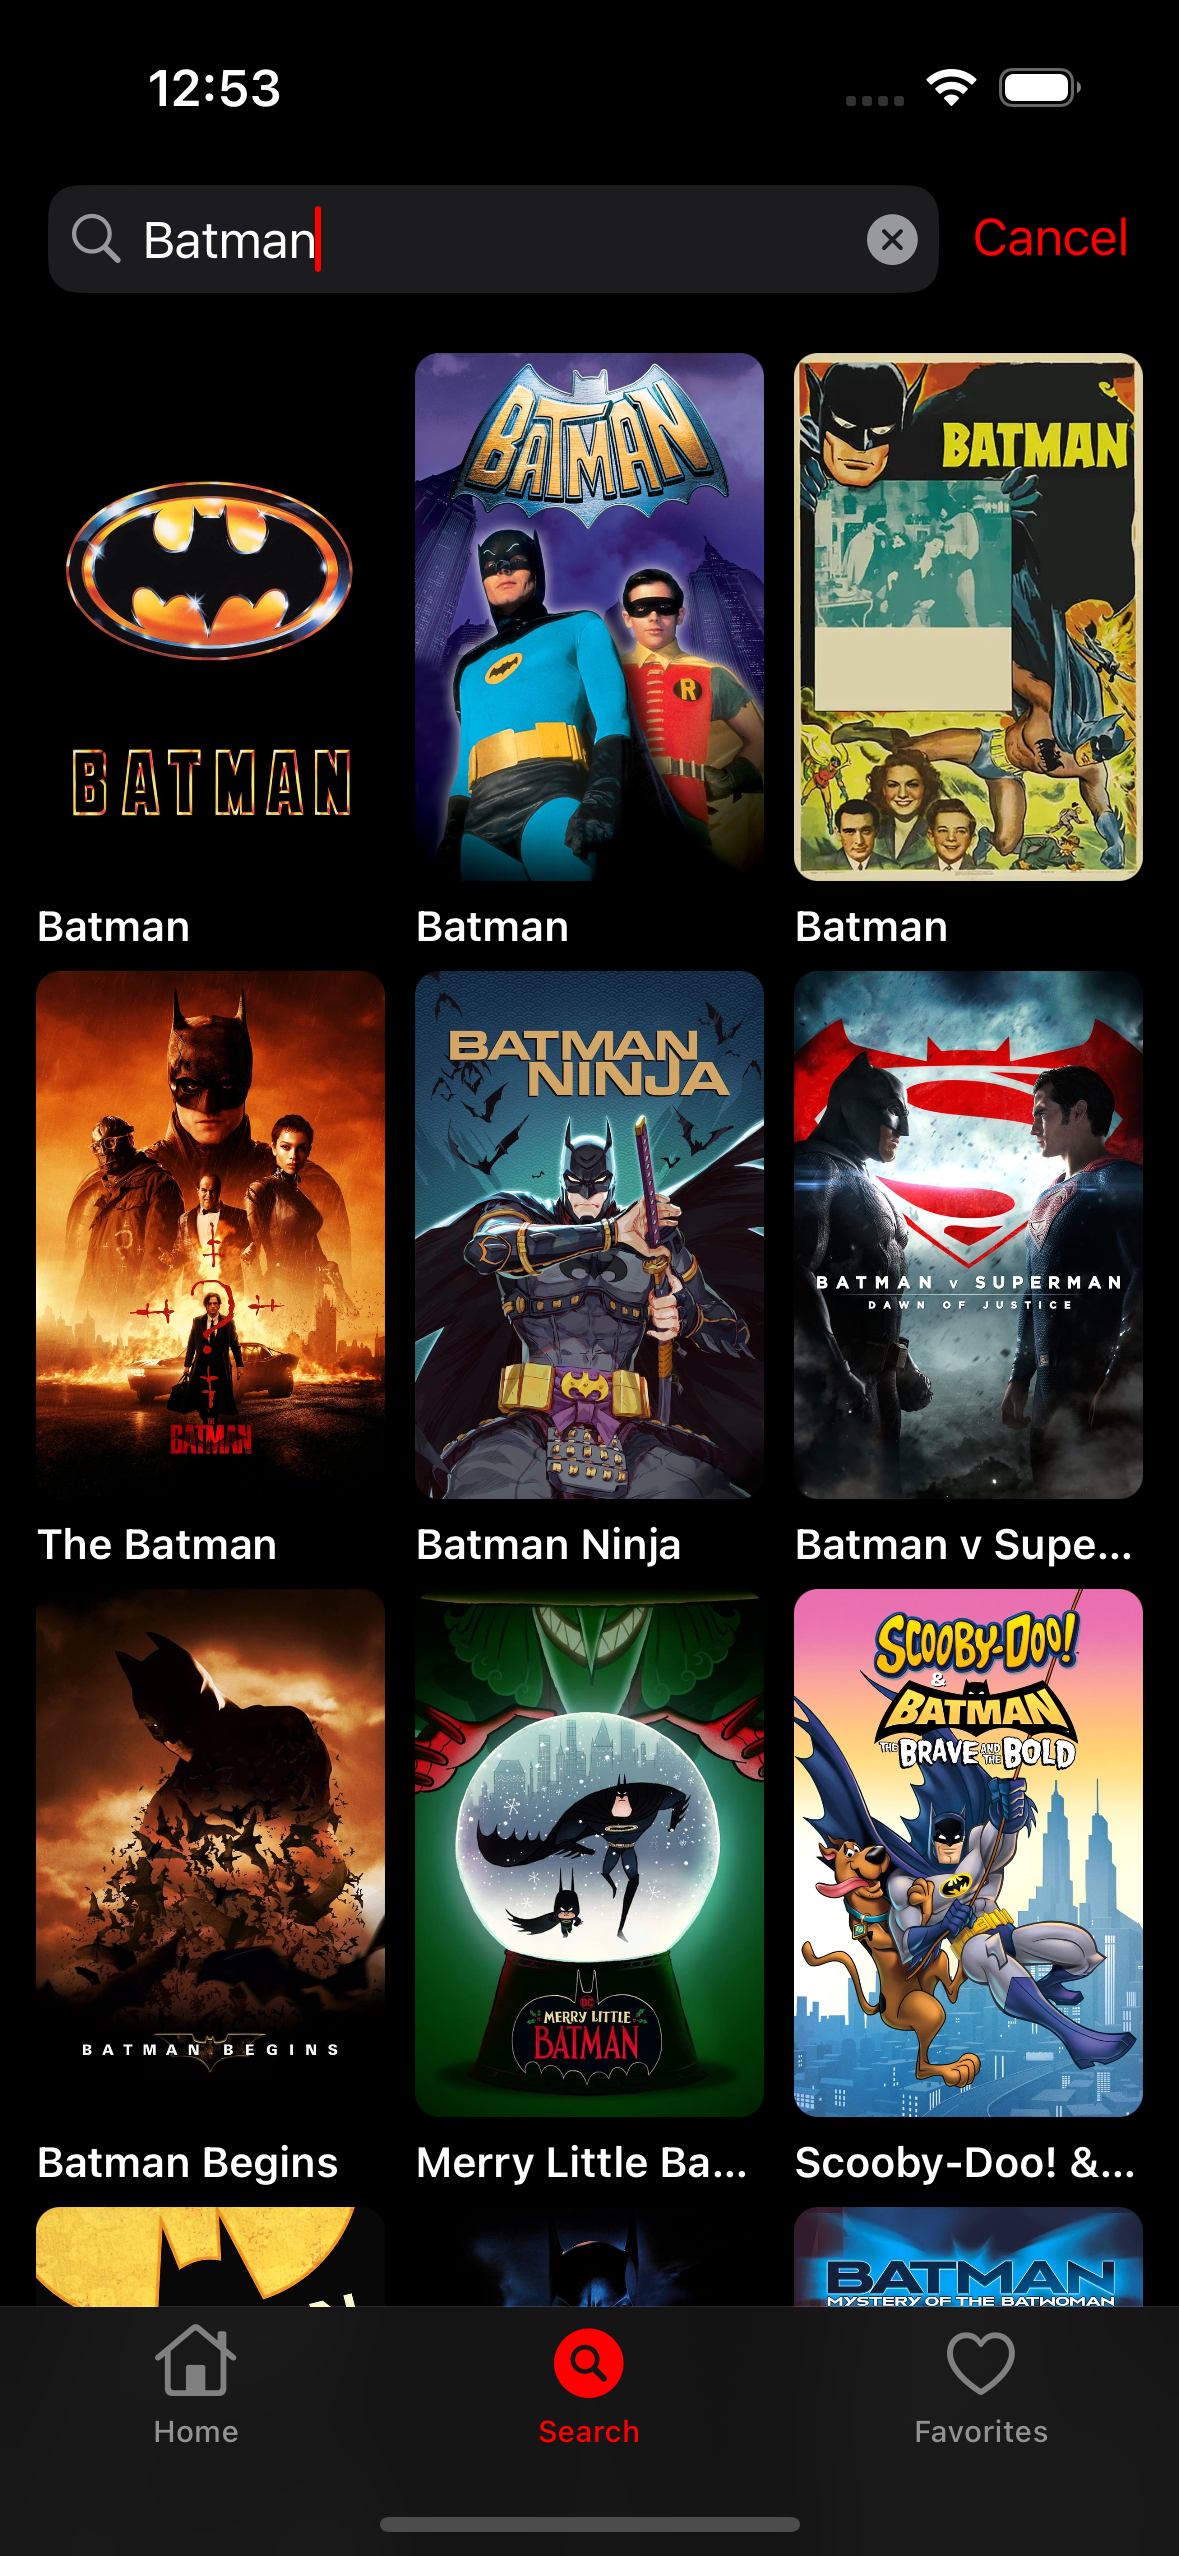 12:53
Batman
Cancel
BATMAN
BATMAN
R
BATMAN
Batman
Batman
Batman
THE
BATMAN
BATMAN
NINJA
BATMAN v SUPERMAN
DAWN OF JUSTICE
The Batman
Batman Ninja
Batman v Supe...
BATMAN BEGINS
DC
MERRY LITTLE
BATMAN
SCOOBY-DOO!
&
BATMAN
THE BRAVE AND THE BOLD
Batman Begins
Merry Little Ba...
Scooby-Doo! &...
BATMAN
MYSTERY OF THE BATWOMAN
Home
Search
Favorites